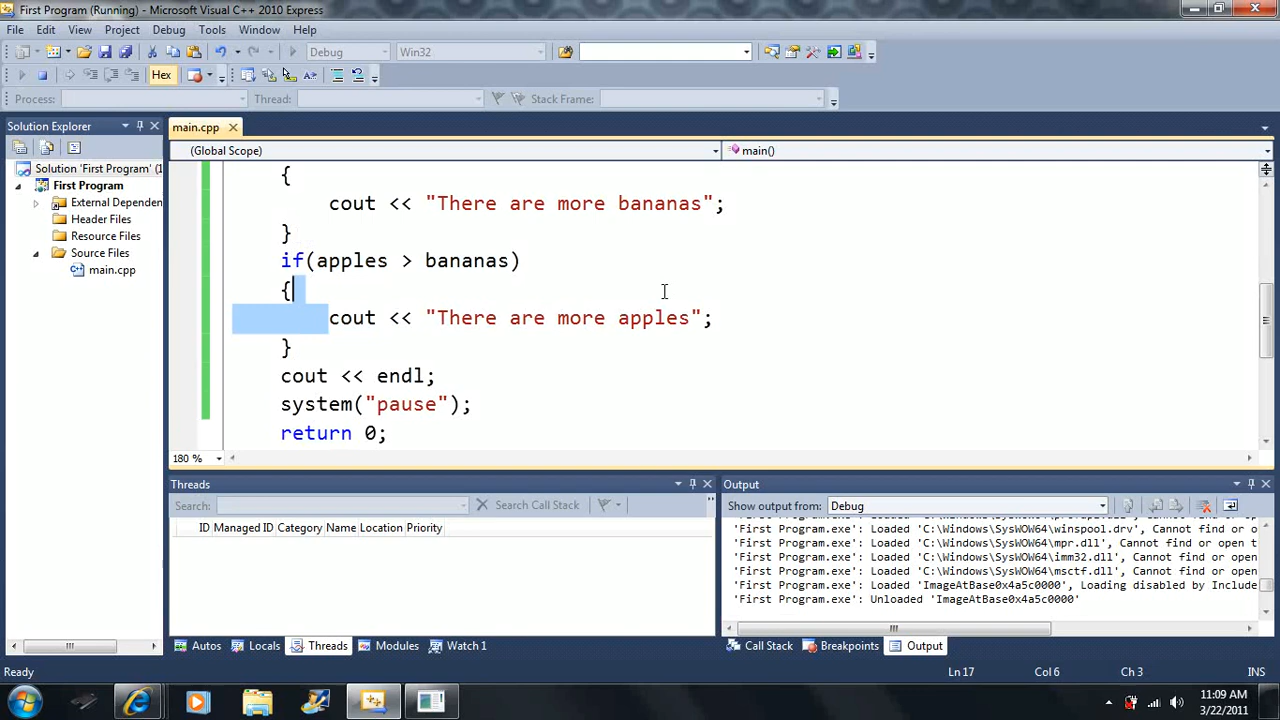 First Program (Running) - Microsoft Visual C++ 2010 Express
File Edit View Project Debug Tools Window Help
Debug Win32
Hex
Process: Thread: Stack Frame:
Solution Explorer
main.cpp
(Global Scope) main()
Solution 'First Program' (1
First Program
External Dependen
Header Files
Resource Files
Source Files
main.cpp
{
cout << "There are more bananas";
}
if(apples > bananas)
{
cout << "There are more apples";
}
cout << endl;
system("pause");
return 0;
180 %
Threads
Search: Search Call Stack
ID Managed ID Category Name Location Priority
Output
Show output from: Debug
'First Program.exe': Loaded 'C:\Windows\SysWOW64\winspool.drv', Cannot find or o
'First Program.exe': Loaded 'C:\Windows\SysWOW64\mpr.dll', Cannot find or open t
'First Program.exe': Loaded 'C:\Windows\SysWOW64\imm32.dll', Cannot find or open
'First Program.exe': Loaded 'C:\Windows\SysWOW64\msctf.dll', Cannot find or open
'First Program.exe': Loaded 'ImageAtBase0x4a5c0000', Loading disabled by Include
'First Program.exe': Unloaded 'ImageAtBase0x4a5c0000'
Autos Locals Threads Modules Watch 1
Call Stack Breakpoints Output
Ready Ln 17 Col 6 Ch 3 INS
11:09 AM
3/22/2011